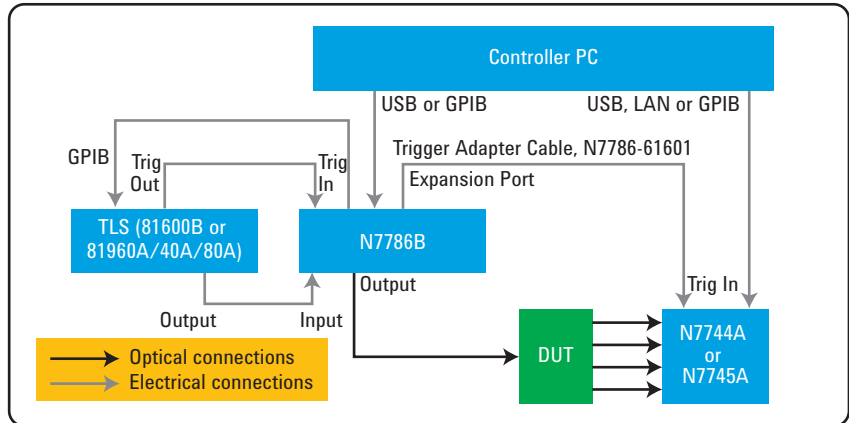 Controller PC
USB or GPIB
USB, LAN or GPIB
Trigger Adapter Cable, N7786-61601
GPIB
Trig
Out
Trig
In
Expansion Port
TLS (81600B or
81960A/40A/80A)
N7786B
Output
Input
Output
Trig In
DUT
N7744A
or
N7745A
Optical connections
Electrical connections